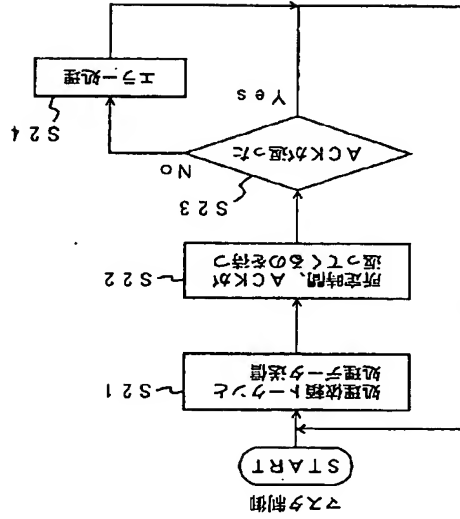 マスタ制御
START
処理依頼トークンと
処理データ送信
S21
所定時間、ACKが
返ってくるのを待つ
S22
ACKが返った
S23
No
Yes
エラー処理
S24